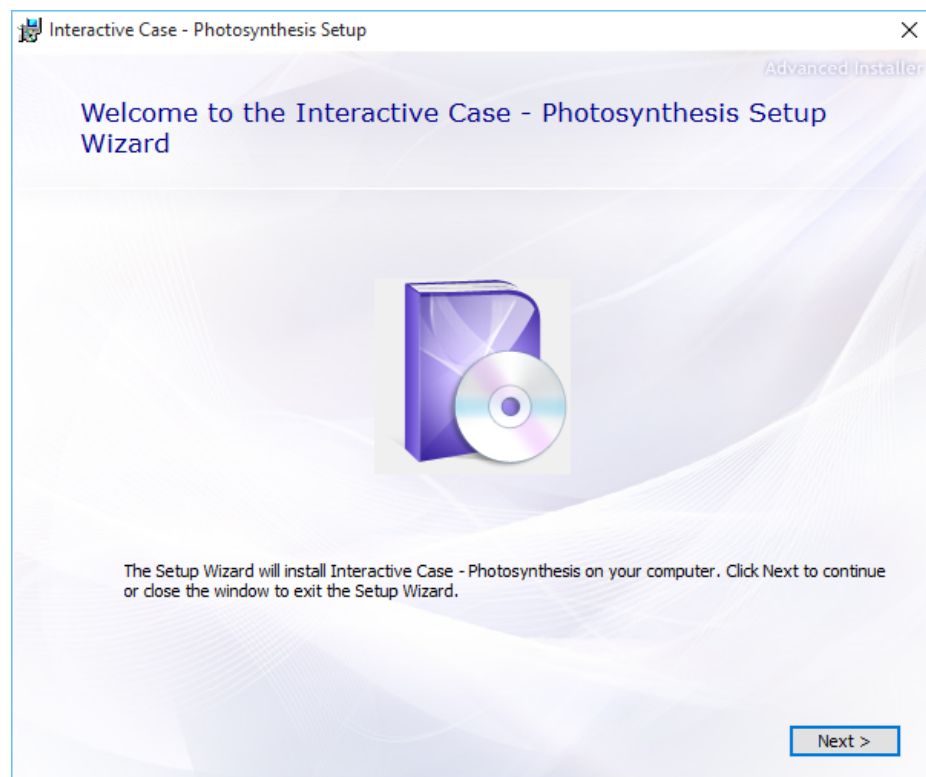 Interactive Case - Photosynthesis Setup
Advanced Installer
Welcome to the Interactive Case - Photosynthesis Setup
Wizard
The Setup Wizard will install Interactive Case - Photosynthesis on your computer. Click Next to continue
or close the window to exit the Setup Wizard.
Next >